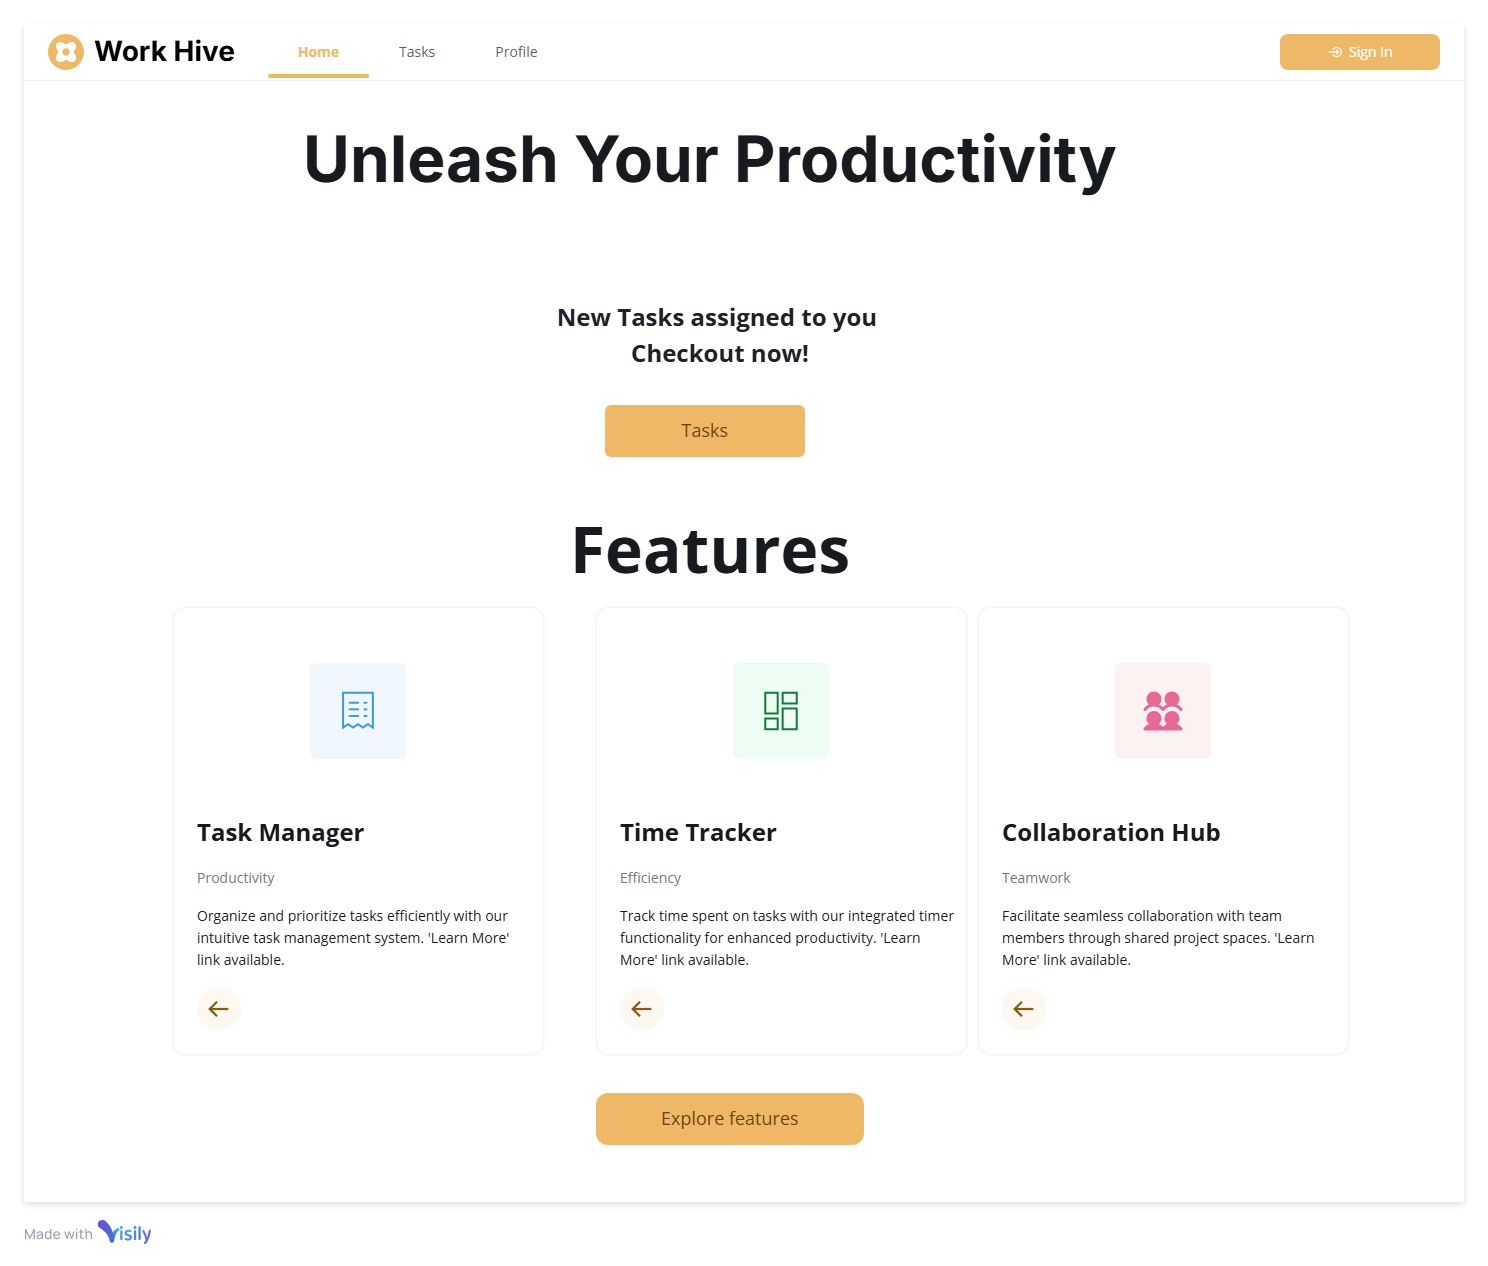 Work Hive
Home
Tasks
Profile
Sign In
Unleash Your Productivity
New Tasks assigned to you
Checkout now!
Tasks
Features
Task Manager
Productivity
Organize and prioritize tasks efficiently with our
intuitive task management system. 'Learn More'
link available.
Time Tracker
Efficiency
Track time spent on tasks with our integrated timer
functionality for enhanced productivity. 'Learn
More' link available.
Collaboration Hub
Teamwork
Facilitate seamless collaboration with team
members through shared project spaces. 'Learn
More' link available.
Explore features
Made with Visily